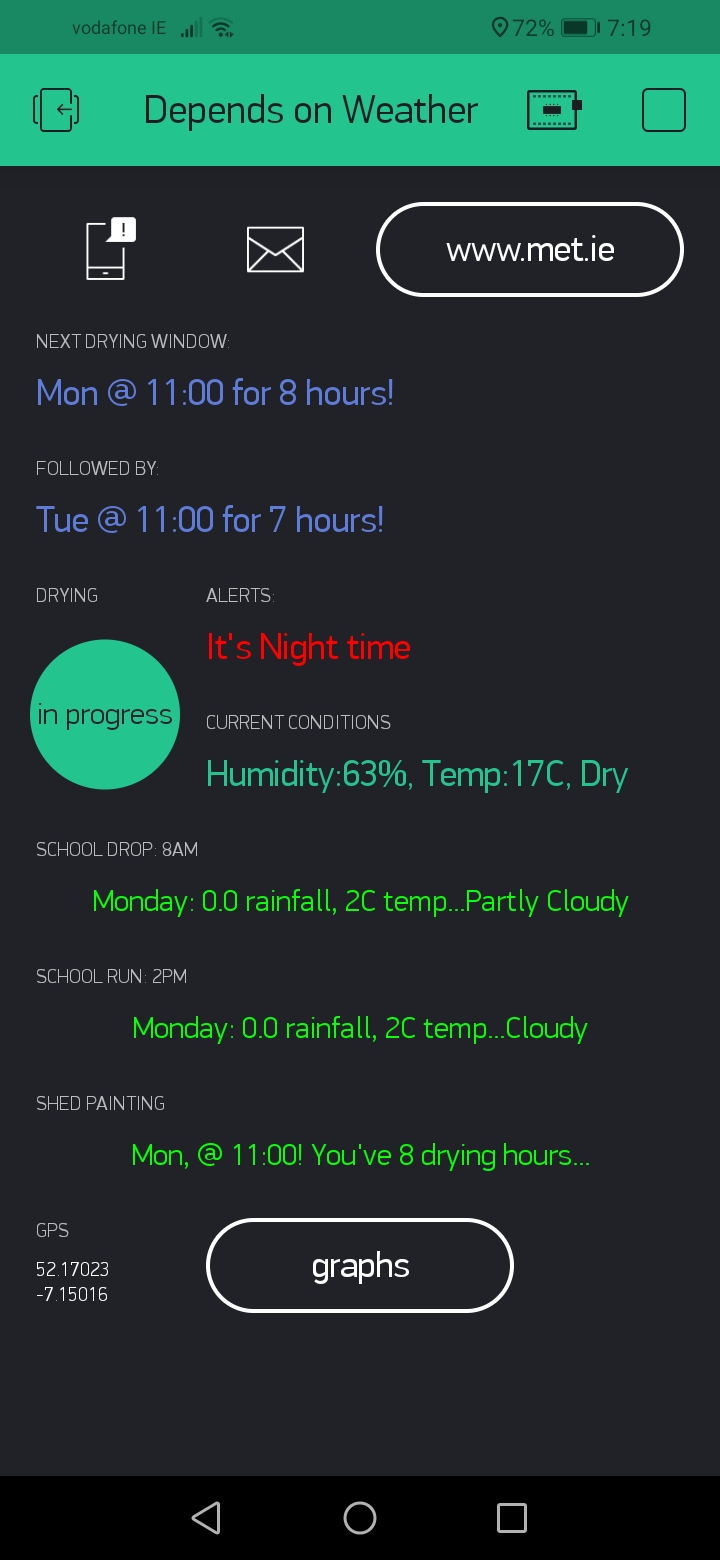 vodafone IE 72% 7:19
Depends on Weather
! www.met.ie
NEXT DRYING WINDOW:
Mon @ 11:00 for 8 hours!
FOLLOWED BY:
Tue @ 11:00 for 7 hours!
DRYING ALERTS:
It's Night time
in progress
CURRENT CONDITIONS
Humidity:63%, Temp:17C, Dry
SCHOOL DROP: 8AM
Monday: 0.0 rainfall, 2C temp...Partly Cloudy
SCHOOL RUN: 2PM
Monday: 0.0 rainfall, 2C temp...Cloudy
SHED PAINTING
Mon, @ 11:00! You've 8 drying hours...
GPS
52.17023
-7.15016
graphs